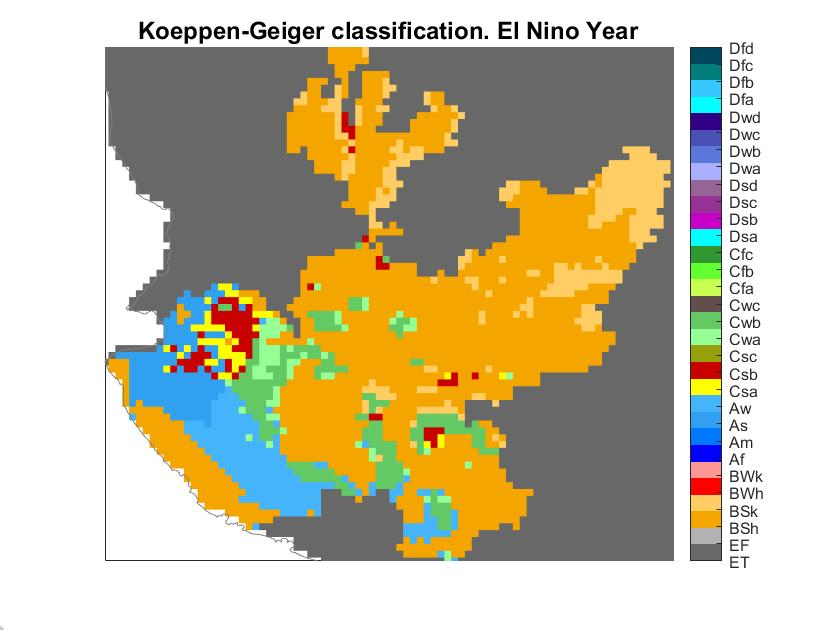 Koeppen-Geiger classification. El Nino Year
Dfd
Dfc
Dfb
Dfa
Dwd
Dwc
Dwb
Dwa
Dsd
Dsc
Dsb
Dsa
Cfc
Cfb
Cfa
Cwc
Cwb
Cwa
Csc
Csb
Csa
Aw
As
Am
Af
BWk
BWh
BSk
BSh
EF
ET